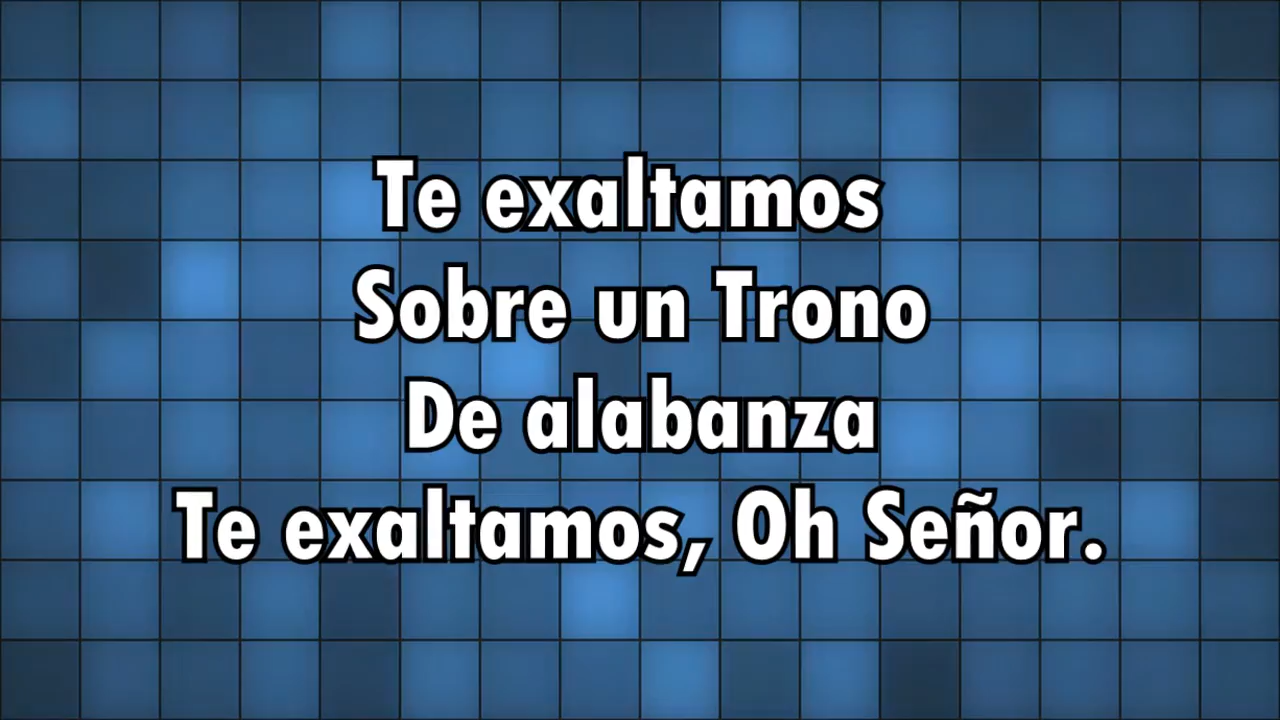 Te exaltamos
Sobre un Trono
De alabanza
Te exaltamos, Oh Señor.